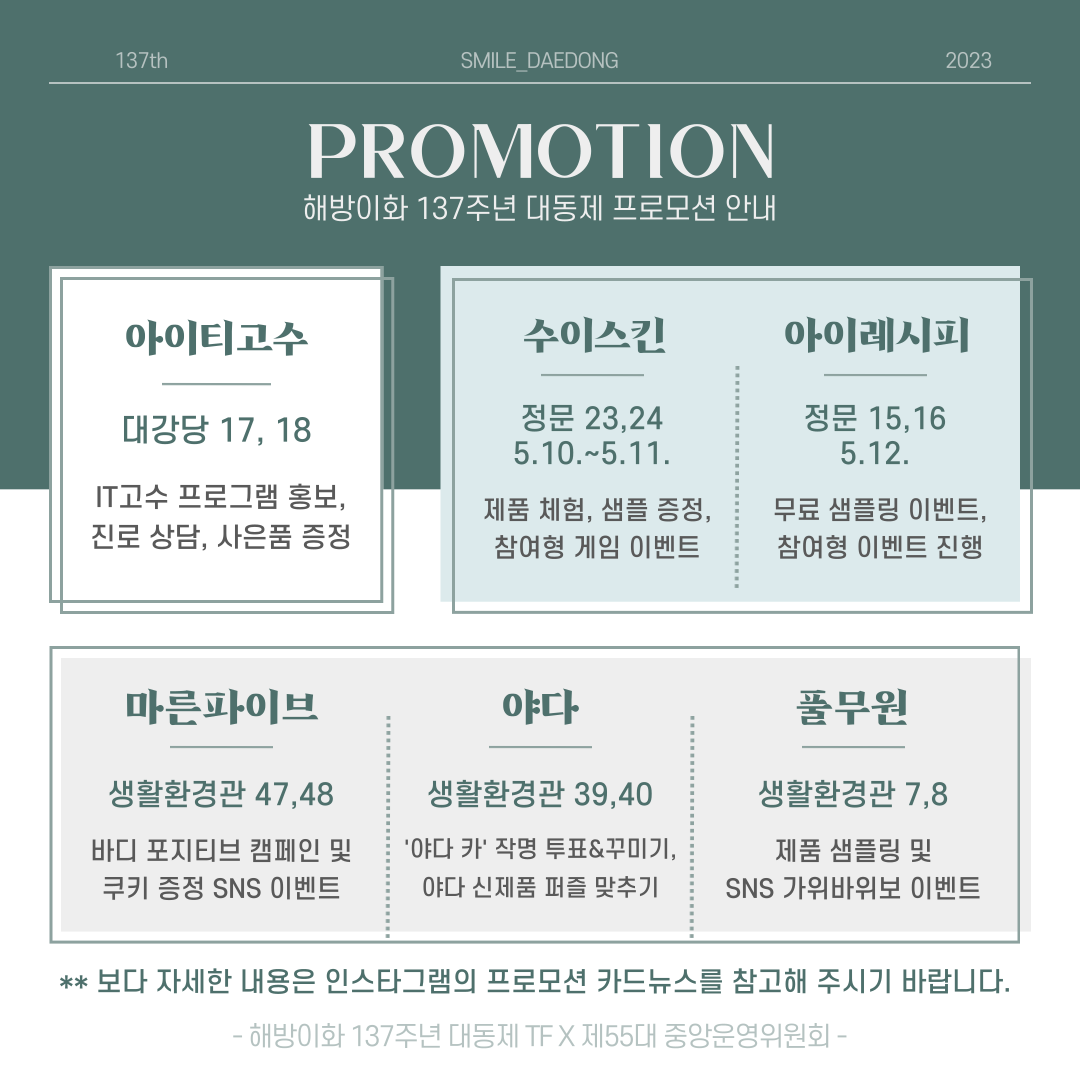 137th SMILE_DAEDONG 2023
PROMOTION
해방이화 137주년 대동제 프로모션 안내
아이티고수
대강당 17, 18
IT고수 프로그램 홍보,
진로 상담, 사은품 증정
수이스킨
정문 23,24
5.10.~5.11.
제품 체험, 샘플 증정,
참여형 게임 이벤트
아이레시피
정문 15,16
5.12.
무료 샘플링 이벤트,
참여형 이벤트 진행
마른파이브
생활환경관 47,48
바디 포지티브 캠페인 및
쿠키 증정 SNS 이벤트
야다
생활환경관 39,40
'야다 카' 작명 투표&꾸미기,
야다 신제품 퍼즐 맞추기
풀무원
생활환경관 7,8
제품 샘플링 및
SNS 가위바위보 이벤트
** 보다 자세한 내용은 인스타그램의 프로모션 카드뉴스를 참고해 주시기 바랍니다.
- 해방이화 137주년 대동제 TF X 제55대 중앙운영위원회 -